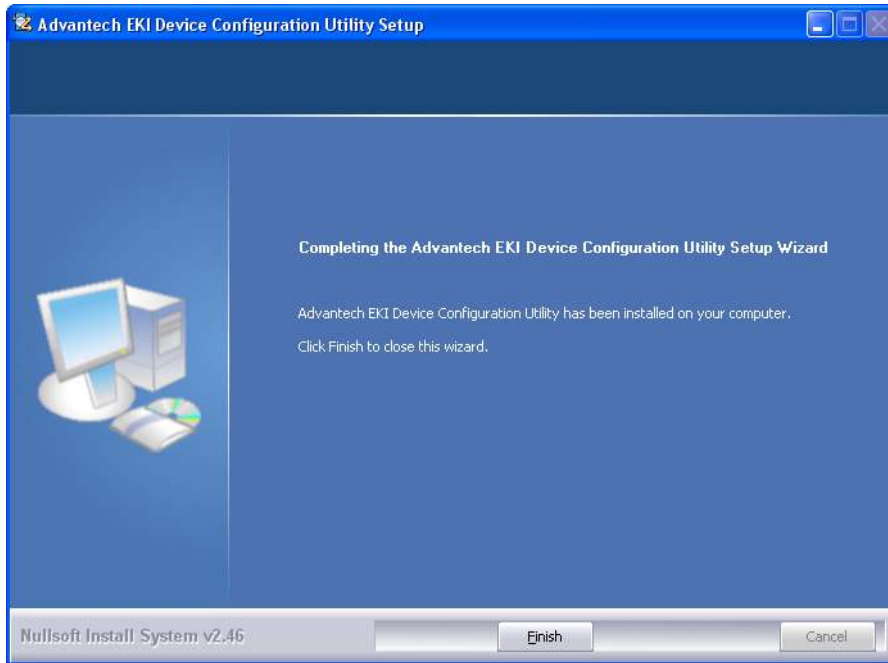 Advantech EKI Device Configuration Utility Setup
Completing the Advantech EKI Device Configuration Utility Setup Wizard
Advantech EKI Device Configuration Utility has been installed on your computer.
Click Finish to close this wizard.
Nullsoft Install System v2.46
Finish
Cancel